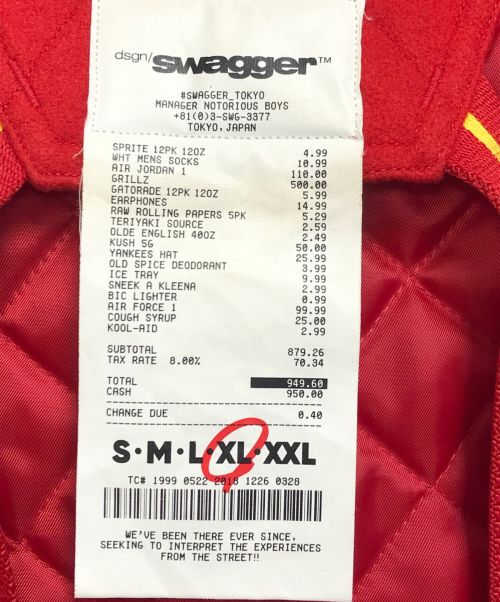 dsgn/swagger™
#SWAGGER_TOKYO
MANAGER NOTORIOUS BOYS
+81(0)3-SWG-3377
TOKYO, JAPAN
SPRITE 12PK 12OZ 4.99
WHT MENS SOCKS 10.99
AIR JORDAN 1 110.00
GRILLZ 500.00
GATORADE 12PK 12OZ 5.99
EARPHONES 14.99
RAW ROLLING PAPERS 5PK 5.29
TERIYAKI SOURCE 2.59
OLDE ENGLISH 40OZ 2.49
KUSH 5G 50.00
YANKEES HAT 25.99
OLD SPICE DEODORANT 3.99
ICE TRAY 9.99
SNEEK A KLEENA 2.99
BIC LIGHTER 0.99
AIR FORCE 1 99.99
COUGH SYRUP 25.00
KOOL-AID 2.99
SUBTOTAL 879.26
TAX RATE 8.00% 70.34
TOTAL 949.60
CASH 950.00
CHANGE DUE 0.40
S·M·L·XL·XXL
TC# 1999 0522 2018 1226 0328
WE'VE BEEN THERE EVER SINCE,
SEEKING TO INTERPRET THE EXPERIENCES
FROM THE STREET!!